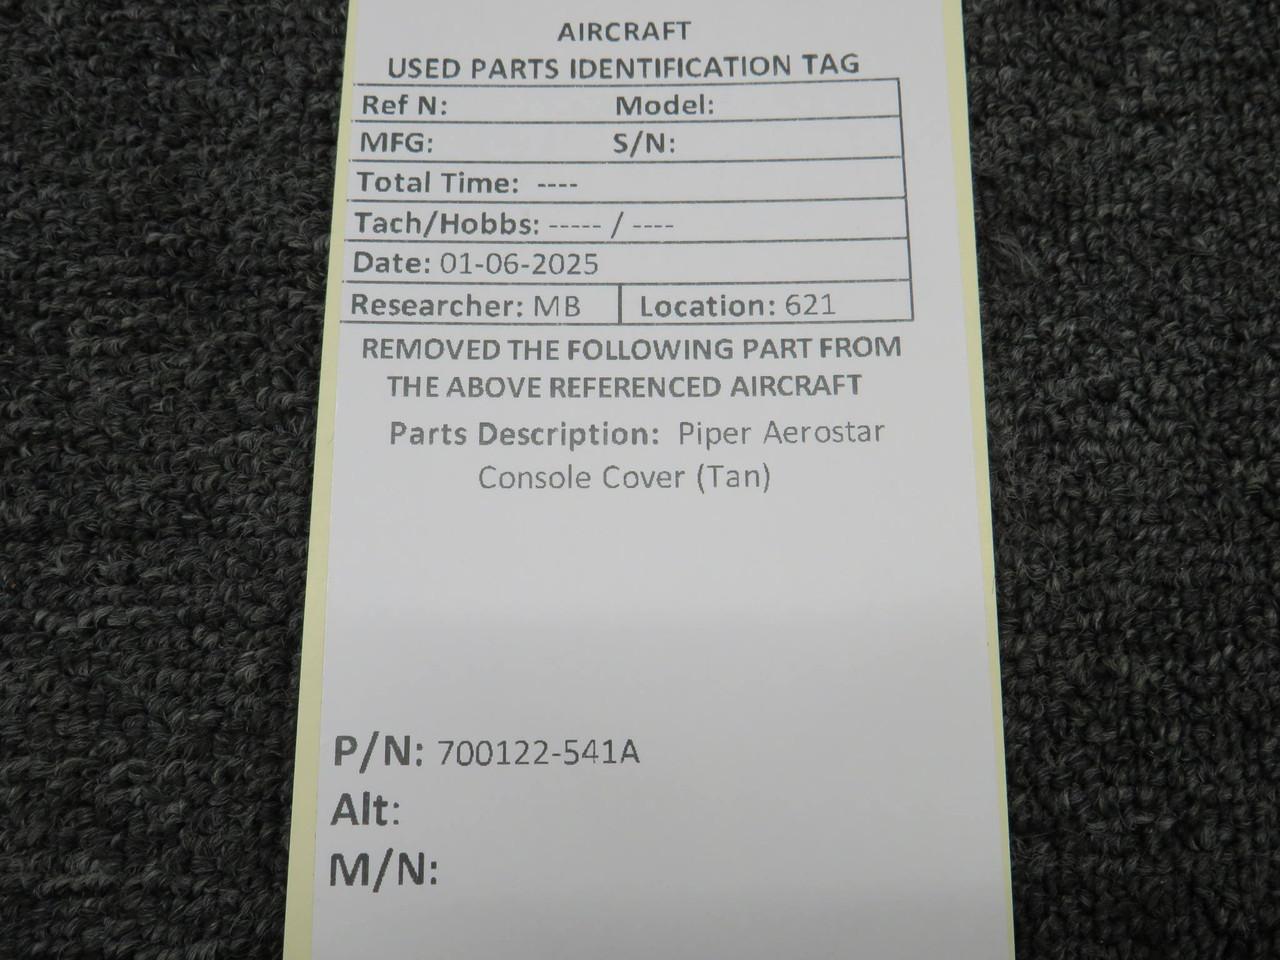 AIRCRAFT
USED PARTS IDENTIFICATION TAG
Ref N: Model:
MFG: S/N:
Total Time: ----
Tach/Hobbs: ----- / ----
Date: 01-06-2025
Researcher: MB Location: 621
REMOVED THE FOLLOWING PART FROM
THE ABOVE REFERENCED AIRCRAFT
Parts Description: Piper Aerostar
Console Cover (Tan)
P/N: 700122-541A
Alt:
M/N: